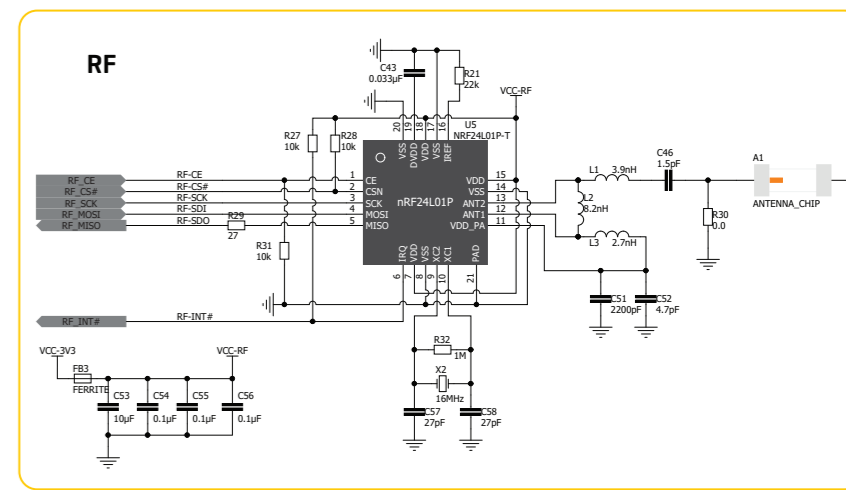 RF
C43
0.033µF
R21
22k
VCC-RF
U5
NRF24L01P-T
R27
10k
R28
10k
20
19
18
17
16
VSS
DVDD
VDD
VSS
IREF
C46
1.5pF
A1
ANTENNA_CHIP
RF_CE
RF-CE
1
CE
VDD
15
RF_CS#
RF-CS#
2
CSN
VSS
14
RF_SCK
RF-SCK
3
SCK
nRF24L01P
ANT2
13
RF_MOSI
RF-SDI
4
MOSI
ANT1
12
RF_MISO
RF-SDO
R29
27
5
MISO
VDD_PA
11
L1
3.9nH
L2
8.2nH
L3
2.7nH
R30
0.0
R31
10k
IRQ
VDD
VSS
XC2
XC1
PAD
6
7
8
9
10
21
C51
2200pF
C52
4.7pF
RF_INT#
RF-INT#
R32
1M
X2
16MHz
C57
27pF
C58
27pF
VCC-3V3
VCC-RF
FB3
FERRITE
C53
10µF
C54
0.1µF
C55
0.1µF
C56
0.1µF